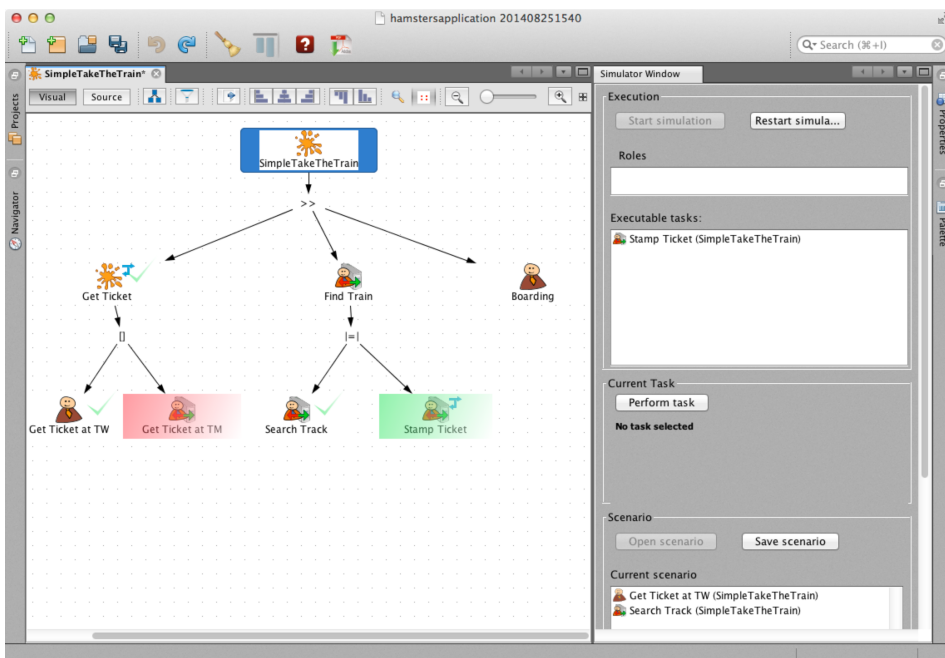 hamstersapplication 201408251540
Search (⌘+I)
SimpleTakeTheTrain*
Simulator Window
Visual
Source
Projects
Navigator
Properties
Palette
SimpleTakeTheTrain
>>
Get Ticket
Find Train
Boarding
[]
|=|
Get Ticket at TW
Get Ticket at TM
Search Track
Stamp Ticket
Execution
Start simulation
Restart simula...
Roles
Executable tasks:
Stamp Ticket (SimpleTakeTheTrain)
Current Task
Perform task
No task selected
Scenario
Open scenario
Save scenario
Current scenario
Get Ticket at TW (SimpleTakeTheTrain)
Search Track (SimpleTakeTheTrain)